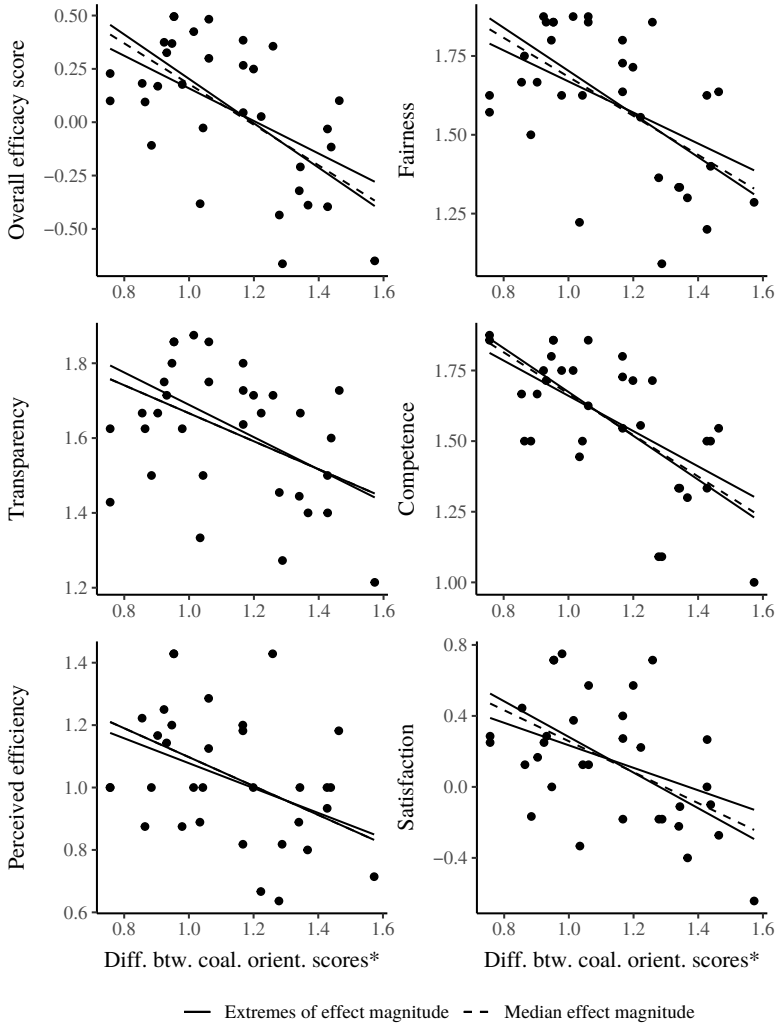 Overall efficacy score
0.50
0.25
0.00
−0.25
−0.50
0.8 1.0 1.2 1.4 1.6
Fairness
1.75
1.50
1.25
0.8 1.0 1.2 1.4 1.6
Transparency
1.8
1.6
1.4
1.2
0.8 1.0 1.2 1.4 1.6
Competence
1.75
1.50
1.25
1.00
0.8 1.0 1.2 1.4 1.6
Perceived efficiency
1.4
1.2
1.0
0.8
0.6
0.8 1.0 1.2 1.4 1.6
Diff. btw. coal. orient. scores*
Satisfaction
0.8
0.4
0.0
−0.4
0.8 1.0 1.2 1.4 1.6
Diff. btw. coal. orient. scores*
Extremes of effect magnitude Median effect magnitude